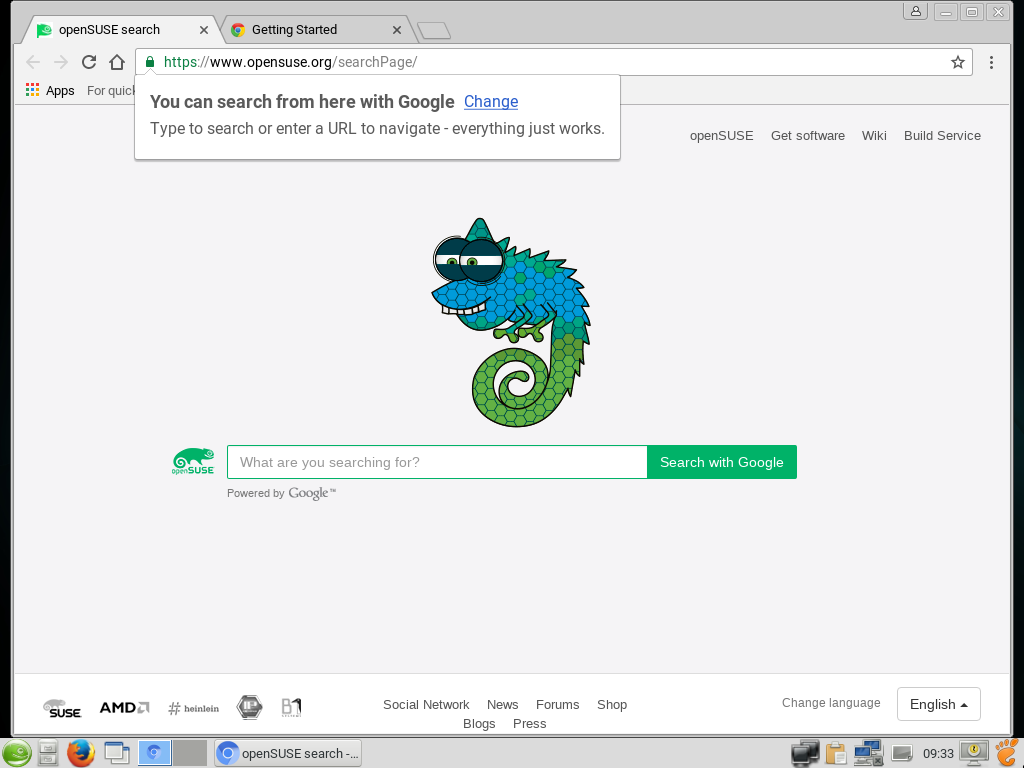 openSUSE search
Getting Started
https://www.opensuse.org/searchPage/
Apps
For quick
You can search from here with Google Change
Type to search or enter a URL to navigate - everything just works.
openSUSE Get software Wiki Build Service
openSUSE
What are you searching for?
Search with Google
Powered by Google™
SUSE
AMD
# heinlein
IP
B1
Social Network News Forums Shop
Blogs Press
Change language
English
openSUSE search -...
09:33